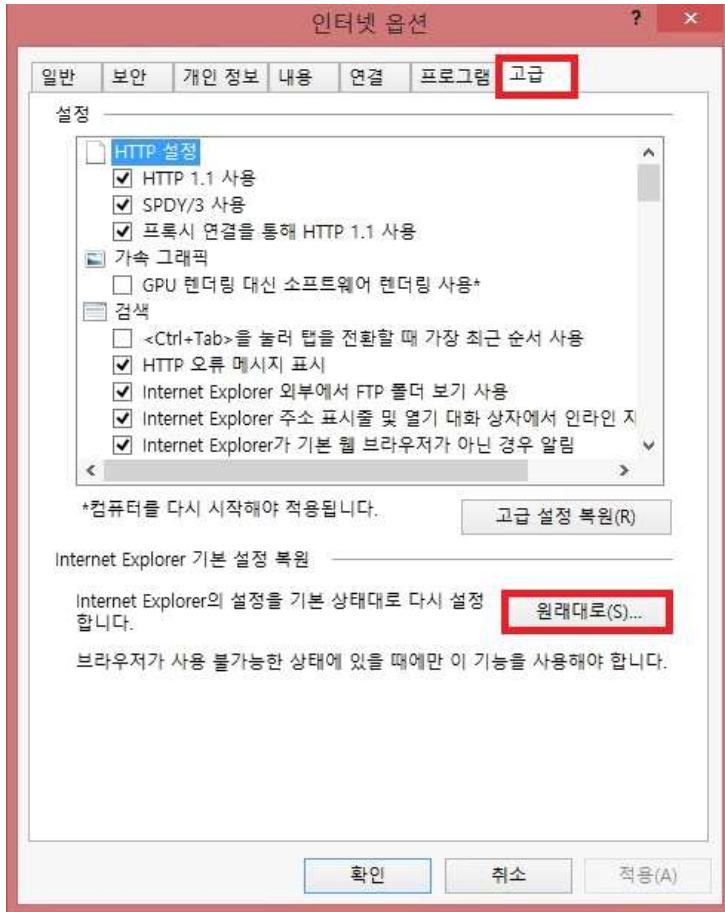 인터넷 옵션
?
×
일반 보안 개인 정보 내용 연결 프로그램 고급
설정
HTTP 설정
HTTP 1.1 사용
SPDY/3 사용
프록시 연결을 통해 HTTP 1.1 사용
가속 그래픽
GPU 렌더링 대신 소프트웨어 렌더링 사용*
검색
<Ctrl+Tab>을 눌러 탭을 전환할 때 가장 최근 순서 사용
HTTP 오류 메시지 표시
Internet Explorer 외부에서 FTP 폴더 보기 사용
Internet Explorer 주소 표시줄 및 열기 대화 상자에서 인라인
Internet Explorer가 기본 웹 브라우저가 아닌 경우 알림
*컴퓨터를 다시 시작해야 적용됩니다.
고급 설정 복원(R)
Internet Explorer 기본 설정 복원
Internet Explorer의 설정을 기본 상태대로 다시 설정
합니다.
원래대로(S)...
브라우저가 사용 불가능한 상태에 있을 때에만 이 기능을 사용해야 합니다.
확인 취소 적용(A)